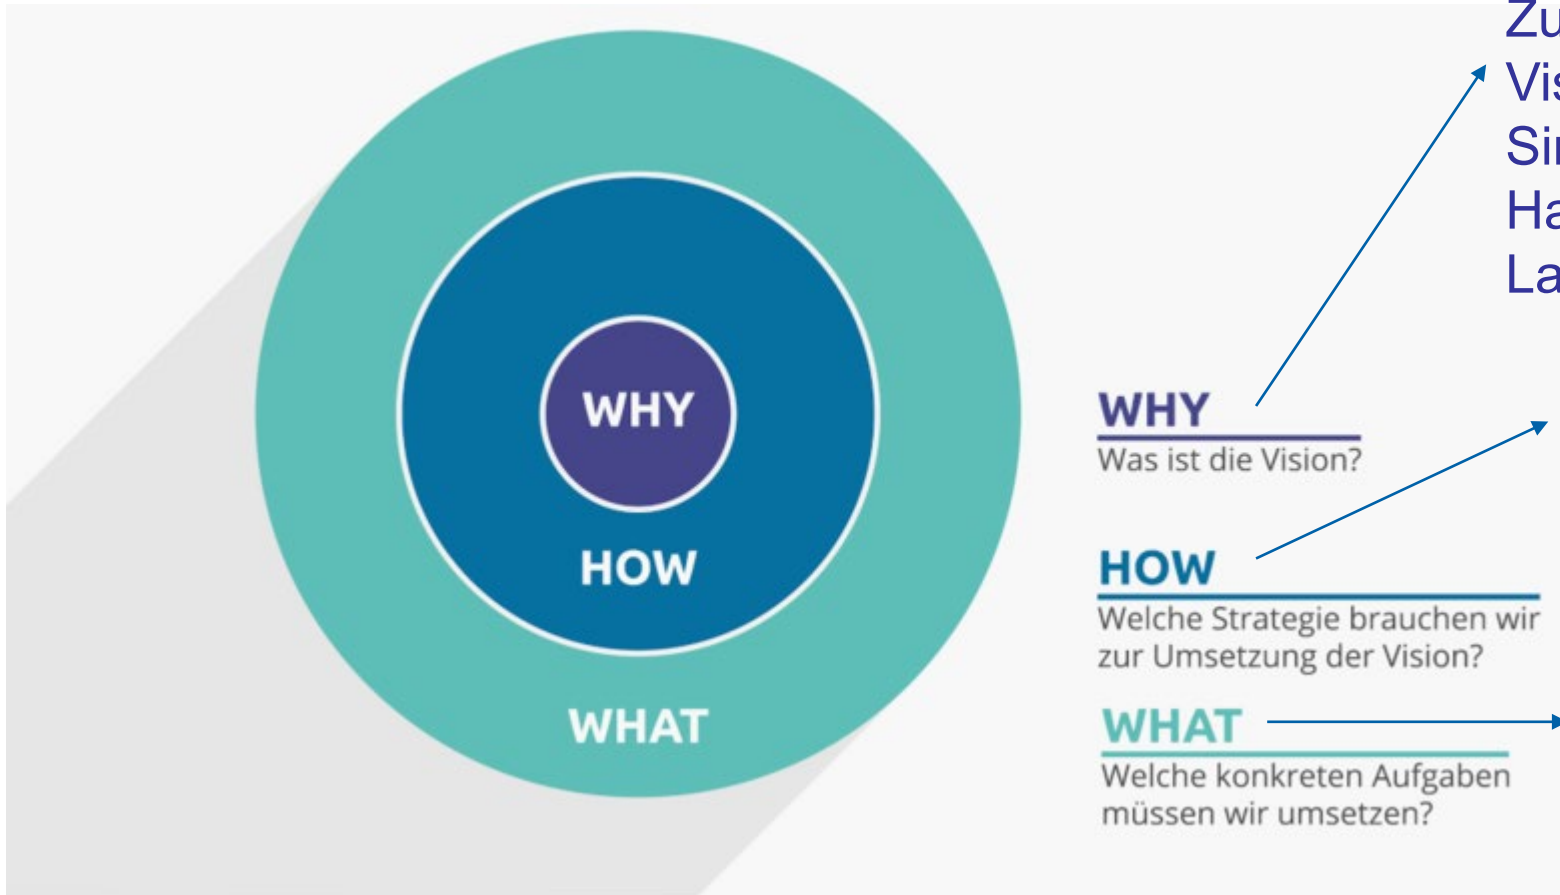 WHY
HOW
WHAT
WHY
Was ist die Vision?
HOW
Welche Strategie brauchen wir
zur Umsetzung der Vision?
WHAT
Welche konkreten Aufgaben
müssen wir umsetzen?